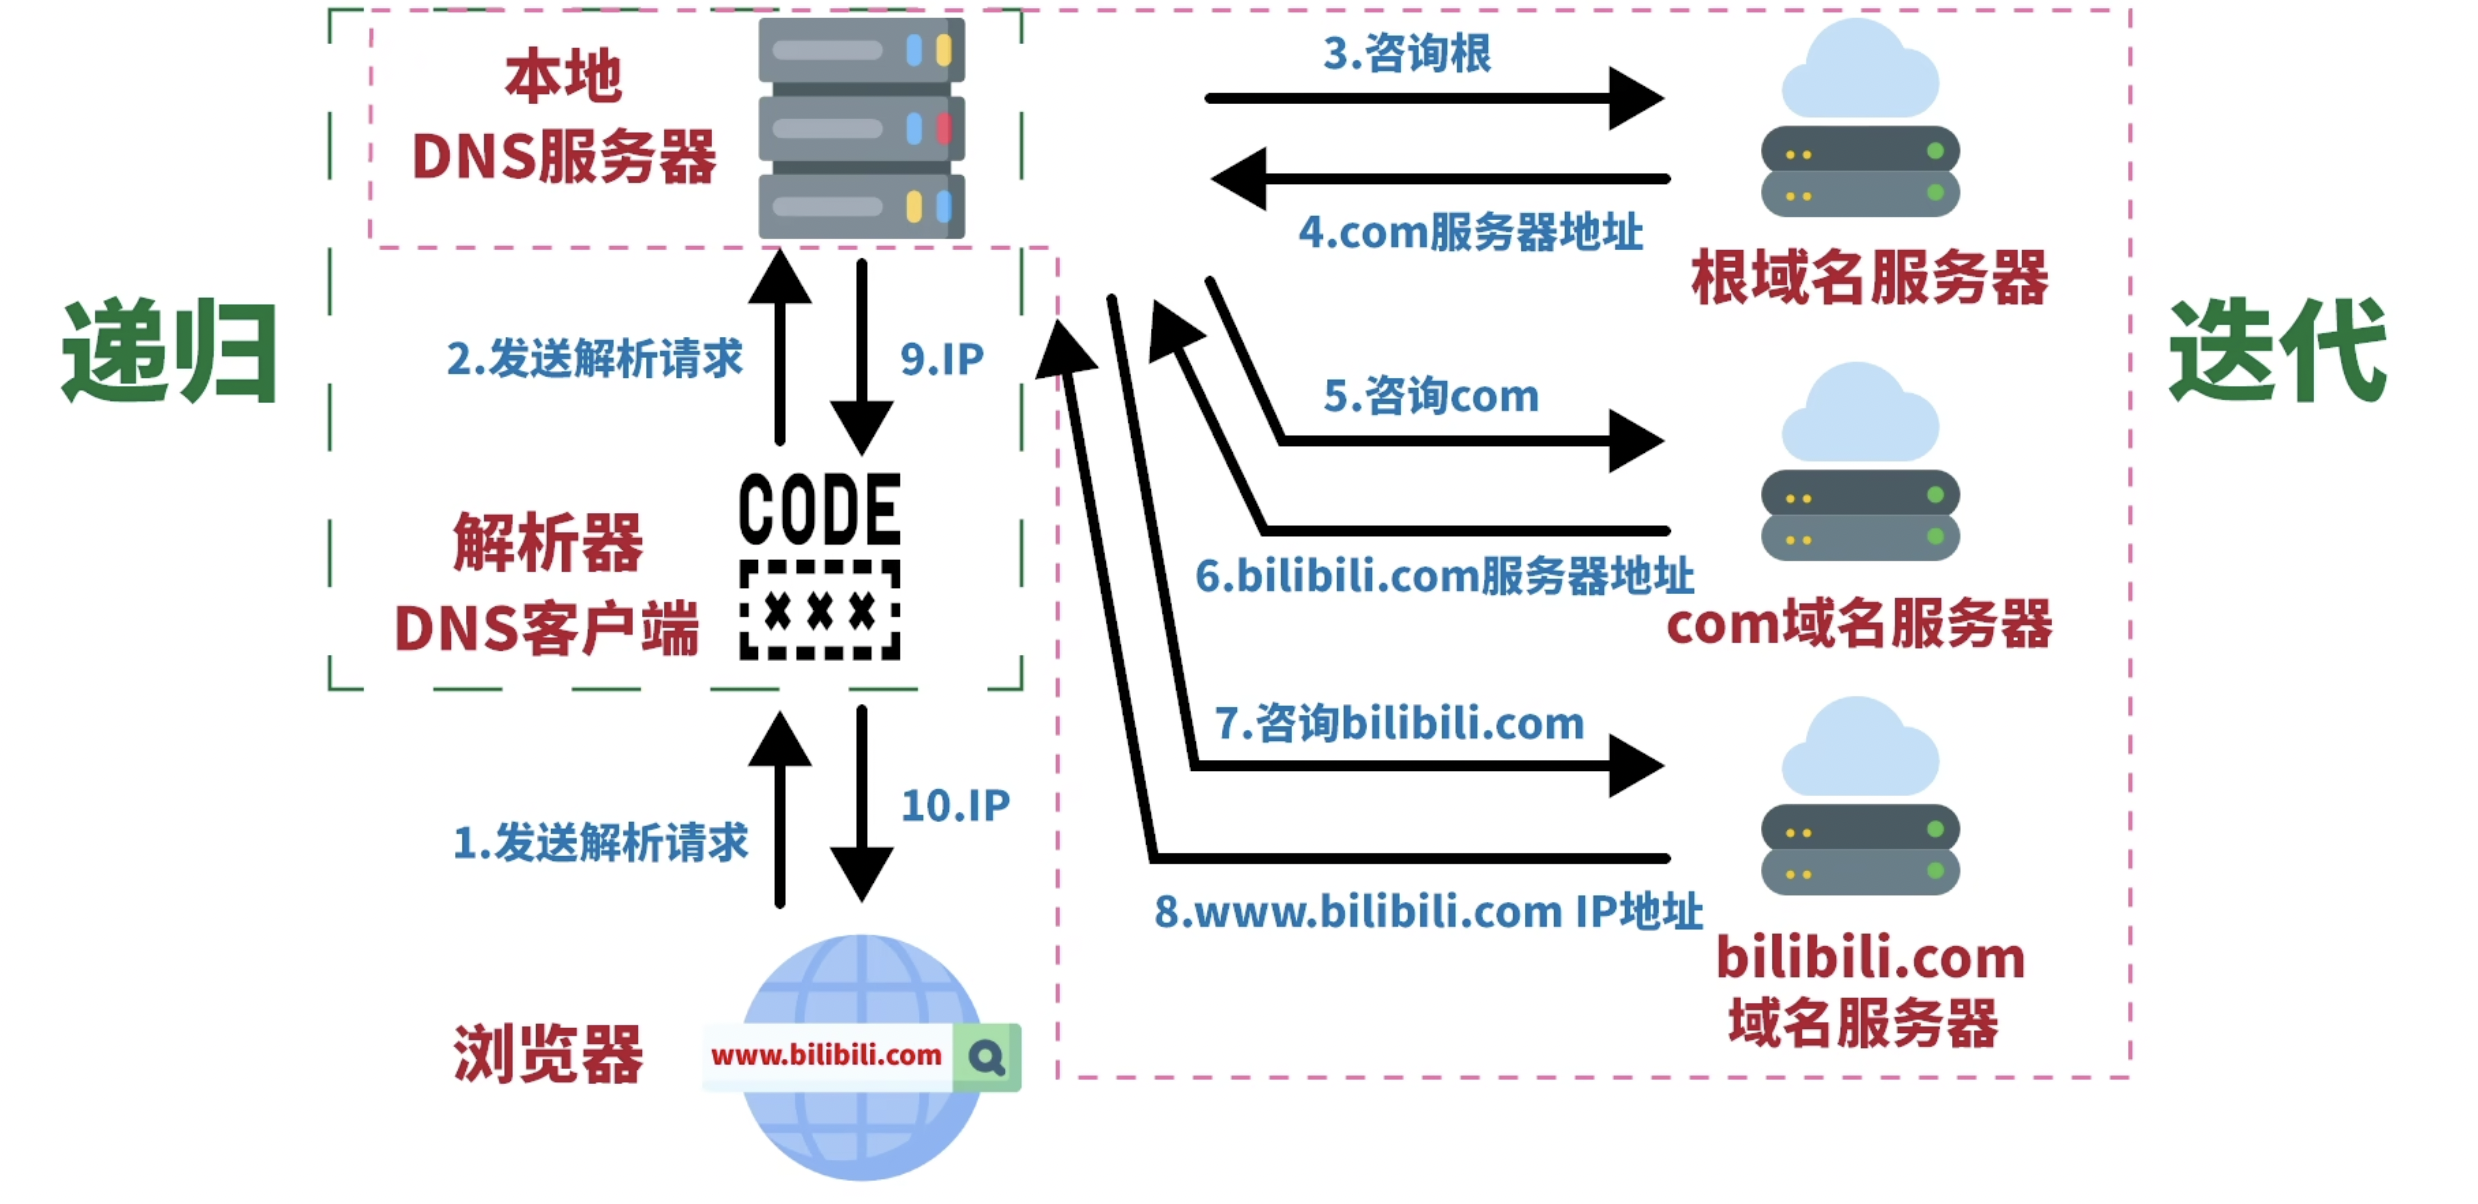 本地
DNS服务器
3.咨询根
4.com服务器地址
根域名服务器
递归
迭代
2.发送解析请求
9.IP
5.咨询com
CODE
×××
解析器
DNS客户端
6.bilibili.com服务器地址
com域名服务器
7.咨询bilibili.com
1.发送解析请求
10.IP
8.www.bilibili.com IP地址
bilibili.com
域名服务器
浏览器
www.bilibili.com